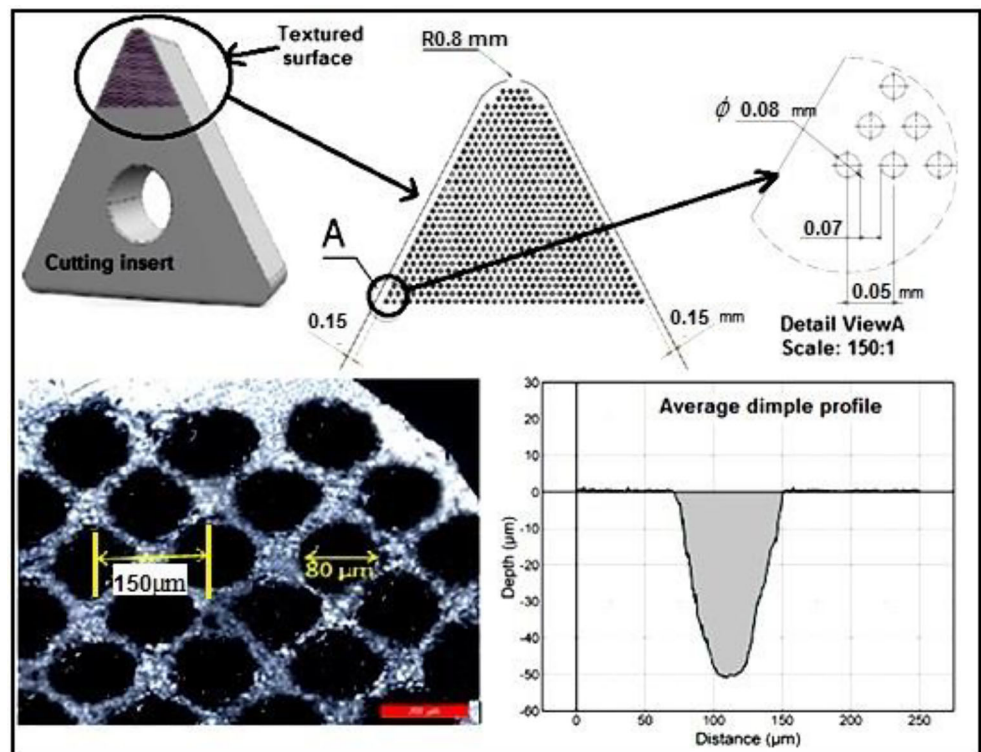 Textured
surface
Cutting insert
R0.8 mm
A
0.15
0.15 mm
ϕ 0.08 mm
0.07
0.05 mm
Detail ViewA
Scale: 150:1
150µm
80 µm
Average dimple profile
30
20
10
0
-10
-20
-30
-40
-50
-60
Depth (µm)
0 50 100 150 200 250
Distance (µm)